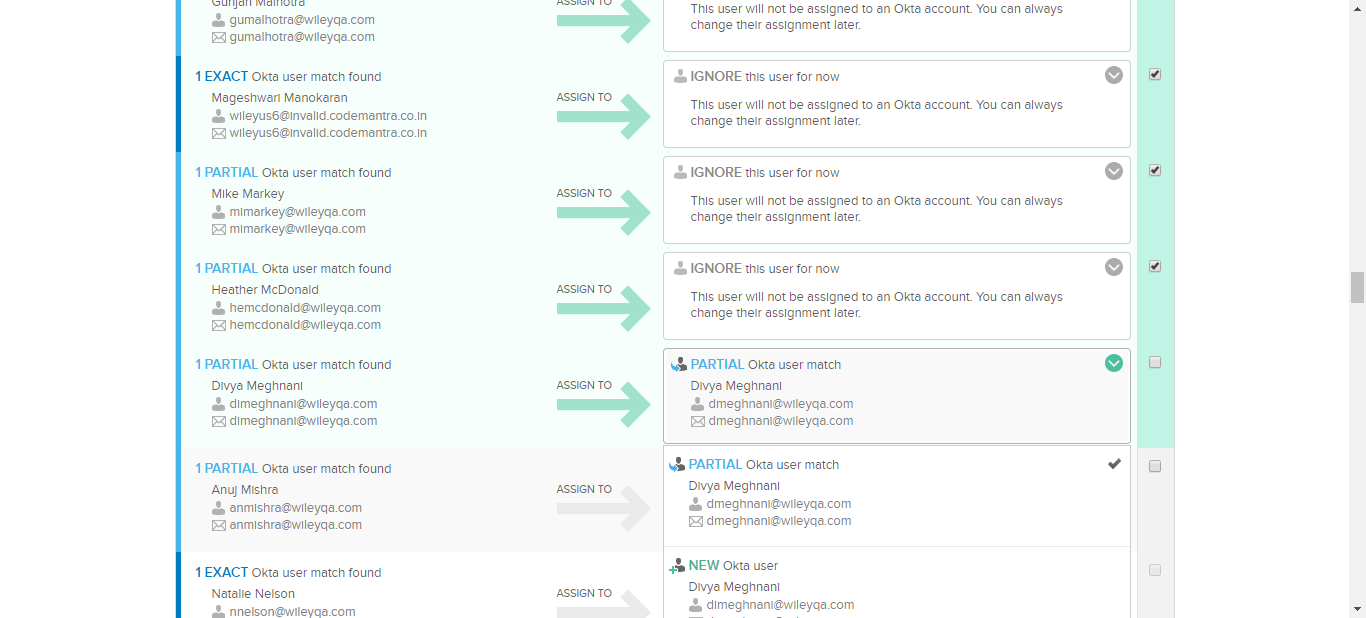 Gunjan Malhotra
gumalhotra@wileyqa.com
gumalhotra@wileyqa.com
ASSIGN TO
This user will not be assigned to an Okta account. You can always
change their assignment later.
1 EXACT Okta user match found
Mageshwari Manokaran
wileyus6@invalid.codemantra.co.in
wileyus6@invalid.codemantra.co.in
ASSIGN TO
IGNORE this user for now
This user will not be assigned to an Okta account. You can always
change their assignment later.
1 PARTIAL Okta user match found
Mike Markey
mimarkey@wileyqa.com
mimarkey@wileyqa.com
ASSIGN TO
IGNORE this user for now
This user will not be assigned to an Okta account. You can always
change their assignment later.
1 PARTIAL Okta user match found
Heather McDonald
hemcdonald@wileyqa.com
hemcdonald@wileyqa.com
ASSIGN TO
IGNORE this user for now
This user will not be assigned to an Okta account. You can always
change their assignment later.
1 PARTIAL Okta user match found
Divya Meghnani
dimeghnani@wileyqa.com
dimeghnani@wileyqa.com
ASSIGN TO
PARTIAL Okta user match
Divya Meghnani
dmeghnani@wileyqa.com
dmeghnani@wileyqa.com
1 PARTIAL Okta user match found
Anuj Mishra
anmishra@wileyqa.com
anmishra@wileyqa.com
ASSIGN TO
PARTIAL Okta user match
Divya Meghnani
dmeghnani@wileyqa.com
dmeghnani@wileyqa.com
1 EXACT Okta user match found
Natalie Nelson
nnelson@wileyqa.com
ASSIGN TO
NEW Okta user
Divya Meghnani
dimeghnani@wileyqa.com